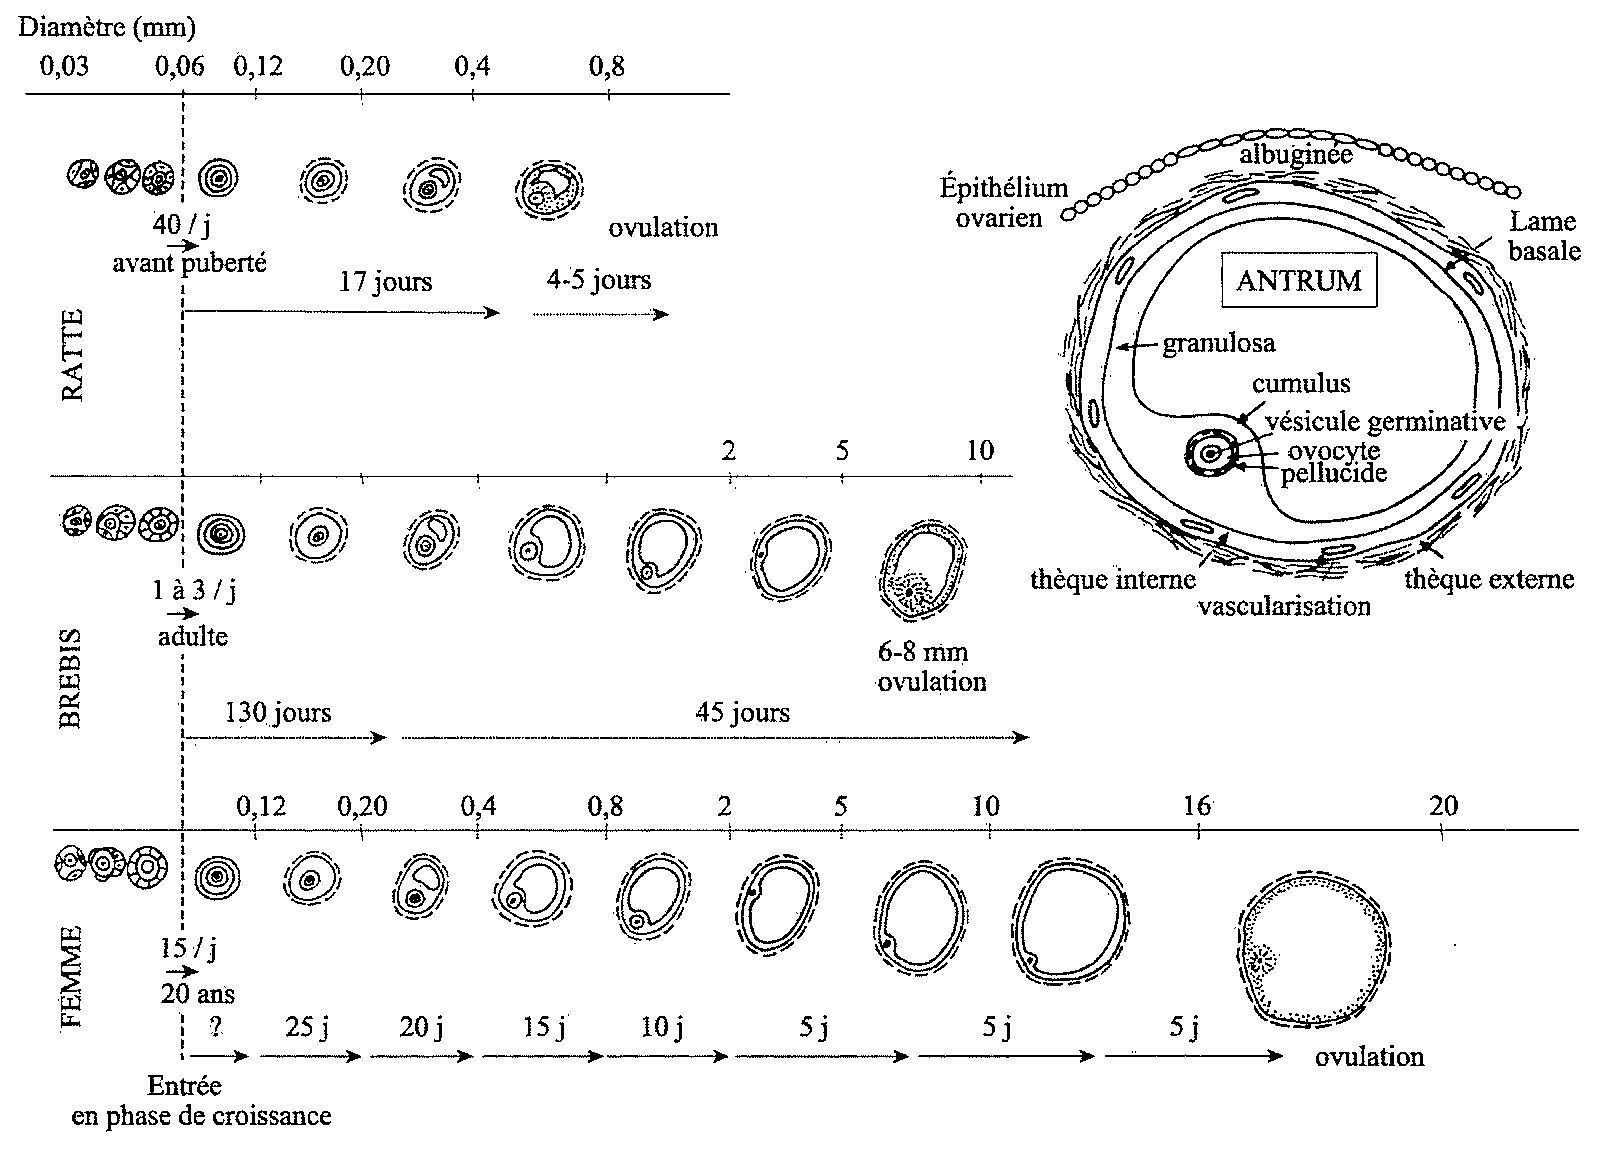 Diamètre (mm)
0,03 0,06 0,12 0,20 0,4 0,8
40 / j
avant puberté
ovulation
17 jours
4-5 jours
RATTE
albuginée
Épithélium
ovarien
Lame
basale
ANTRUM
granulosa
cumulus
vésicule germinative
ovocyte
pellucide
thèque interne
vascularisation
thèque externe
2 5 10
1 à 3 / j
adulte
6-8 mm
ovulation
BREBIS
130 jours
45 jours
0,12 0,20 0,4 0,8 2 5 10 16 20
FEMME
15 / j
20 ans
? 25 j 20 j 15 j 10 j 5 j 5 j 5 j
ovulation
Entrée
en phase de croissance